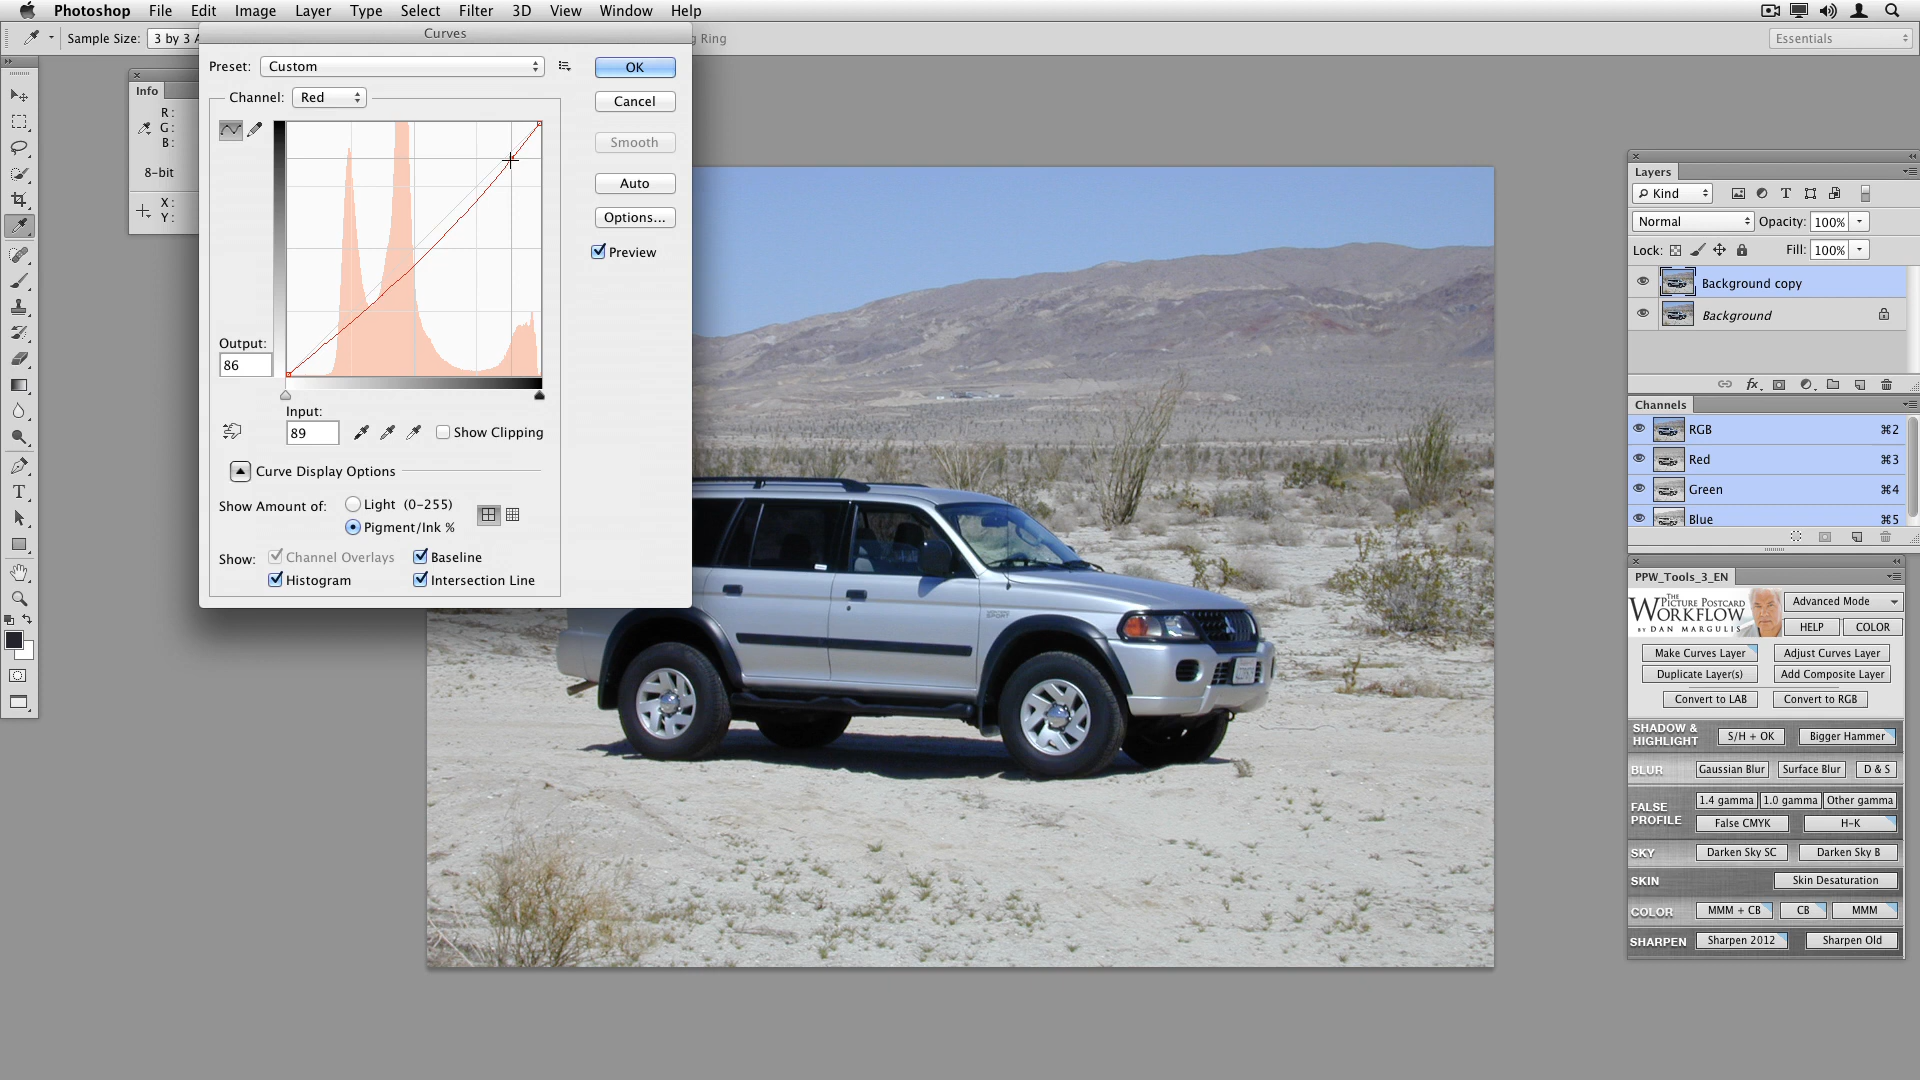 Photoshop File Edit Image Layer Type Select Filter 3D View Window Help
Sample Size: 3 by 3 A
g Ring
Essentials
Curves
Preset: Custom
OK
Channel: Red
Cancel
Smooth
Auto
Options...
Preview
Output:
86
Input:
89
Show Clipping
Curve Display Options
Show Amount of: Light (0-255)
Pigment/Ink %
Show: Channel Overlays Baseline
Histogram Intersection Line
Info
R:
G:
B:
8-bit
X:
Y:
Layers
Kind
Normal Opacity: 100%
Lock: Fill: 100%
Background copy
Background
Channels
RGB ⌘2
Red ⌘3
Green ⌘4
Blue ⌘5
PPW_Tools_3_EN
THE PICTURE POSTCARD
WORKFLOW
BY DAN MARGULIS
Advanced Mode
HELP COLOR
Make Curves Layer Adjust Curves Layer
Duplicate Layer(s) Add Composite Layer
Convert to LAB Convert to RGB
SHADOW &
HIGHLIGHT S/H + OK Bigger Hammer
BLUR Gaussian Blur Surface Blur D & S
FALSE
PROFILE
1.4 gamma 1.0 gamma Other gamma
False CMYK H-K
SKY Darken Sky SC Darken Sky B
SKIN Skin Desaturation
COLOR MMM + CB CB MMM
SHARPEN Sharpen 2012 Sharpen Old